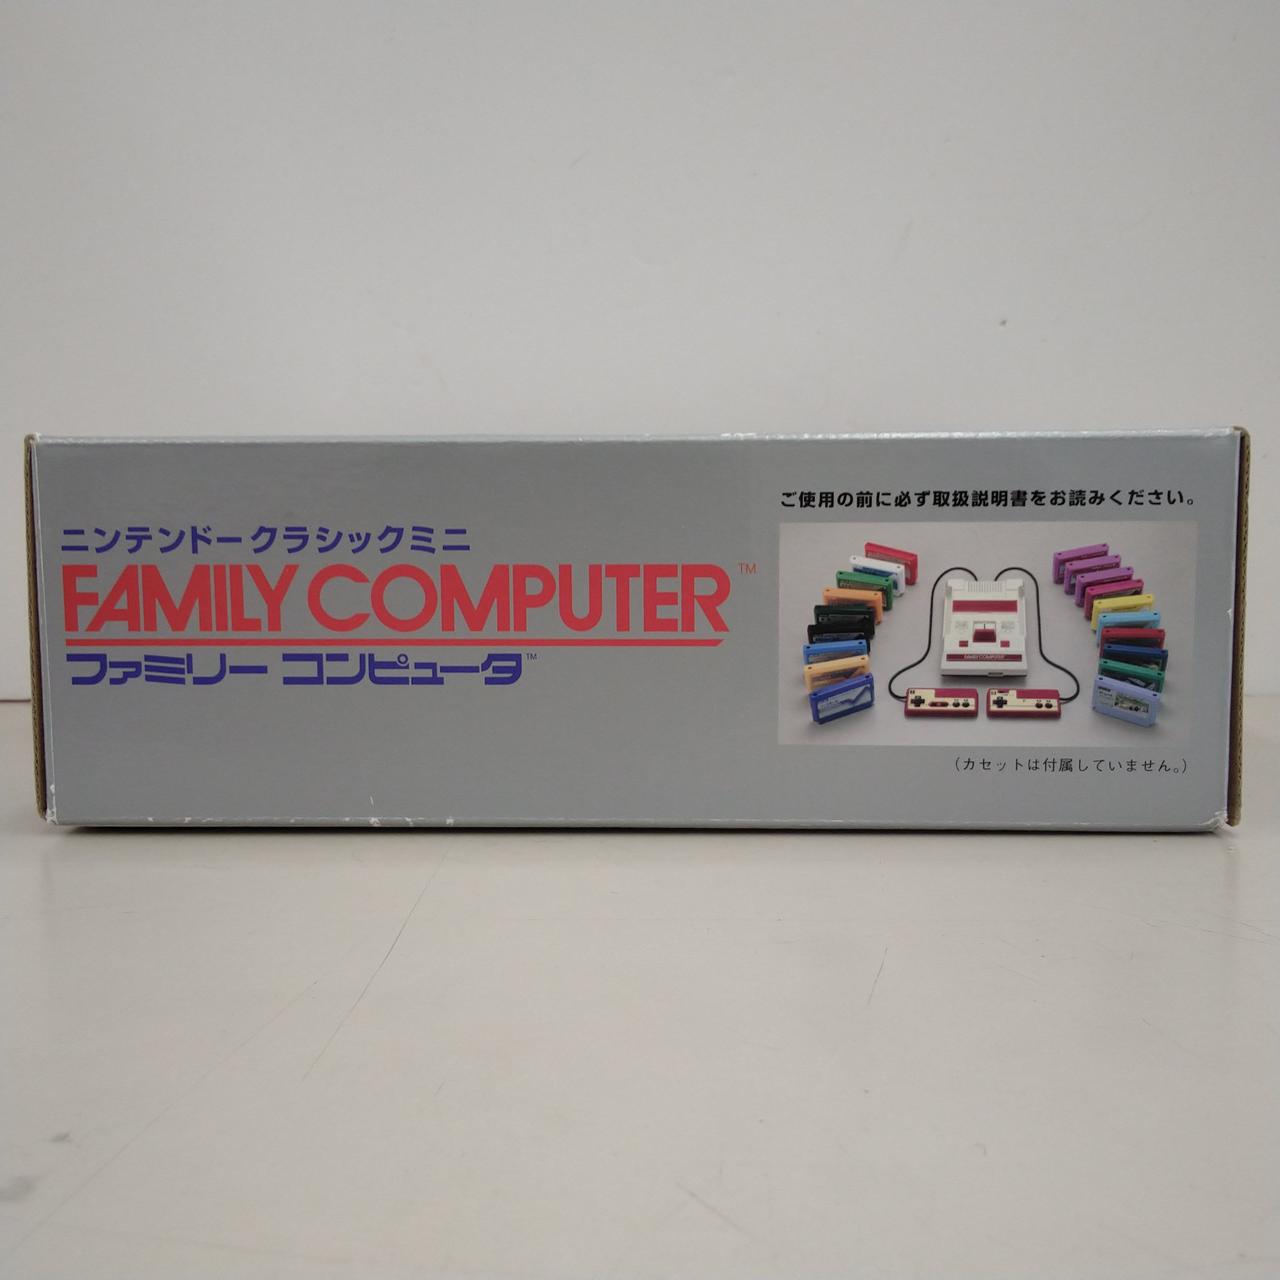 ニンテンドークラシックミニ
FAMILY COMPUTER™
ファミリー コンピュータ™
ご使用の前に必ず取扱説明書をお読みください。
FAMILY COMPUTER
（カセットは付属していません。）